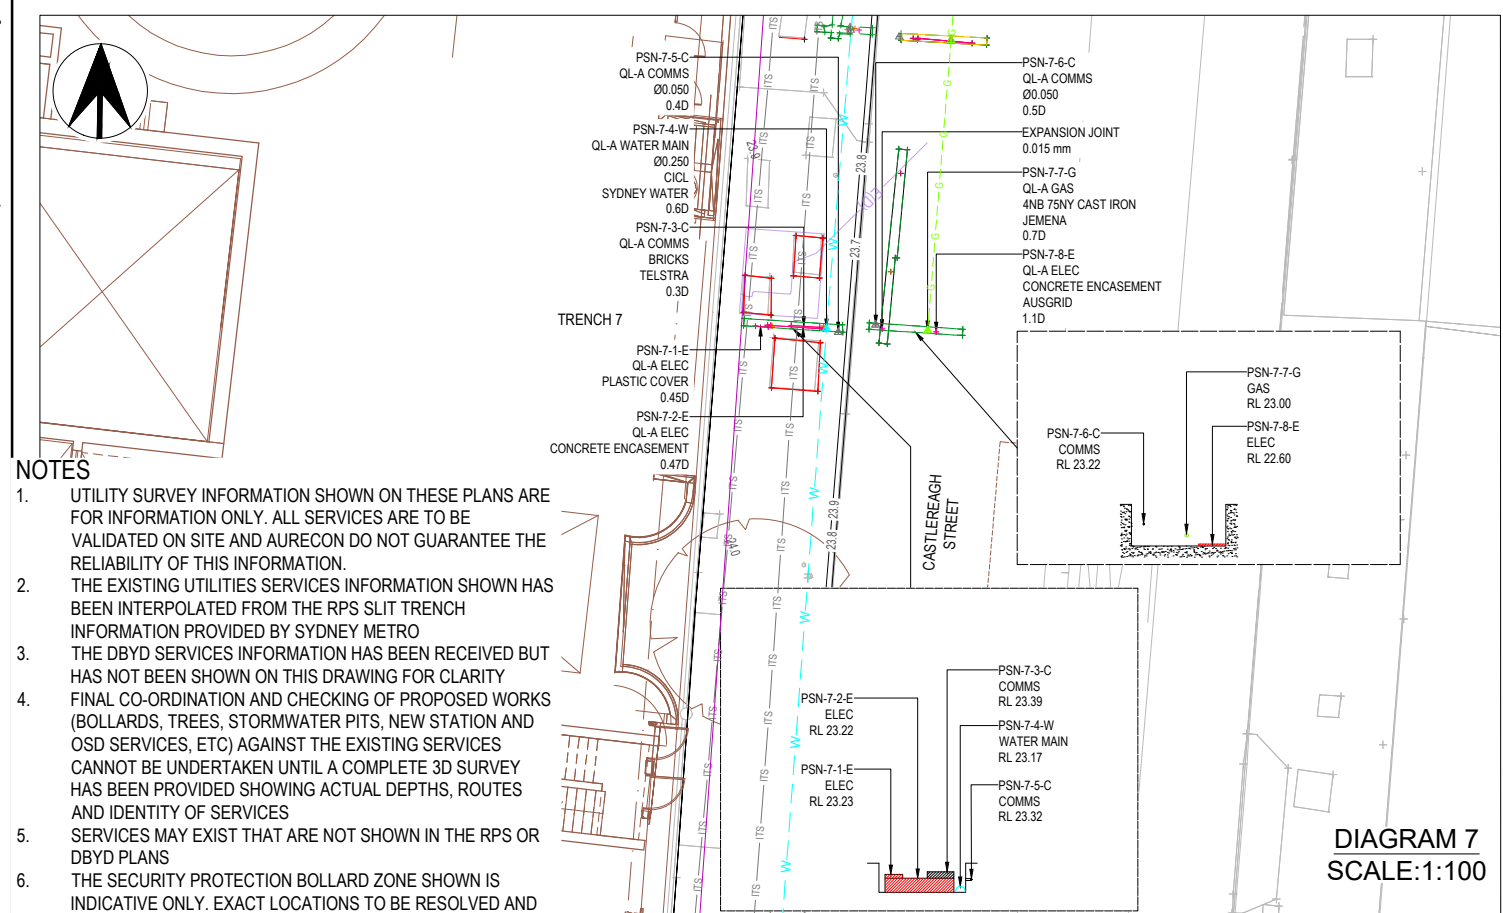 PSN-7-5-C
QL-A COMMS
Ø0.050
0.4D
PSN-7-4-W
QL-A WATER MAIN
Ø0.250
CICL
SYDNEY WATER
0.6D
PSN-7-3-C
QL-A COMMS
BRICKS
TELSTRA
0.3D
TRENCH 7
PSN-7-1-E
QL-A ELEC
PLASTIC COVER
0.45D
PSN-7-2-E
QL-A ELEC
CONCRETE ENCASEMENT
0.47D
PSN-7-6-C
QL-A COMMS
Ø0.050
0.5D
EXPANSION JOINT
0.015 mm
PSN-7-7-G
QL-A GAS
4NB 75NY CAST IRON
JEMENA
0.7D
PSN-7-8-E
QL-A ELEC
CONCRETE ENCASEMENT
AUSGRID
1.1D
23.8
23.7
23.8
23.9
CASTLEREAGH
STREET
PSN-7-6-C
COMMS
RL 23.22
PSN-7-7-G
GAS
RL 23.00
PSN-7-8-E
ELEC
RL 22.60
PSN-7-2-E
ELEC
RL 23.22
PSN-7-1-E
ELEC
RL 23.23
PSN-7-3-C
COMMS
RL 23.39
PSN-7-4-W
WATER MAIN
RL 23.17
PSN-7-5-C
COMMS
RL 23.32
NOTES
1. UTILITY SURVEY INFORMATION SHOWN ON THESE PLANS ARE
FOR INFORMATION ONLY. ALL SERVICES ARE TO BE
VALIDATED ON SITE AND AURECON DO NOT GUARANTEE THE
RELIABILITY OF THIS INFORMATION.
2. THE EXISTING UTILITIES SERVICES INFORMATION SHOWN HAS
BEEN INTERPOLATED FROM THE RPS SLIT TRENCH
INFORMATION PROVIDED BY SYDNEY METRO
3. THE DBYD SERVICES INFORMATION HAS BEEN RECEIVED BUT
HAS NOT BEEN SHOWN ON THIS DRAWING FOR CLARITY
4. FINAL CO-ORDINATION AND CHECKING OF PROPOSED WORKS
(BOLLARDS, TREES, STORMWATER PITS, NEW STATION AND
OSD SERVICES, ETC) AGAINST THE EXISTING SERVICES
CANNOT BE UNDERTAKEN UNTIL A COMPLETE 3D SURVEY
HAS BEEN PROVIDED SHOWING ACTUAL DEPTHS, ROUTES
AND IDENTITY OF SERVICES
5. SERVICES MAY EXIST THAT ARE NOT SHOWN IN THE RPS OR
DBYD PLANS
6. THE SECURITY PROTECTION BOLLARD ZONE SHOWN IS
INDICATIVE ONLY. EXACT LOCATIONS TO BE RESOLVED AND
DIAGRAM 7
SCALE:1:100